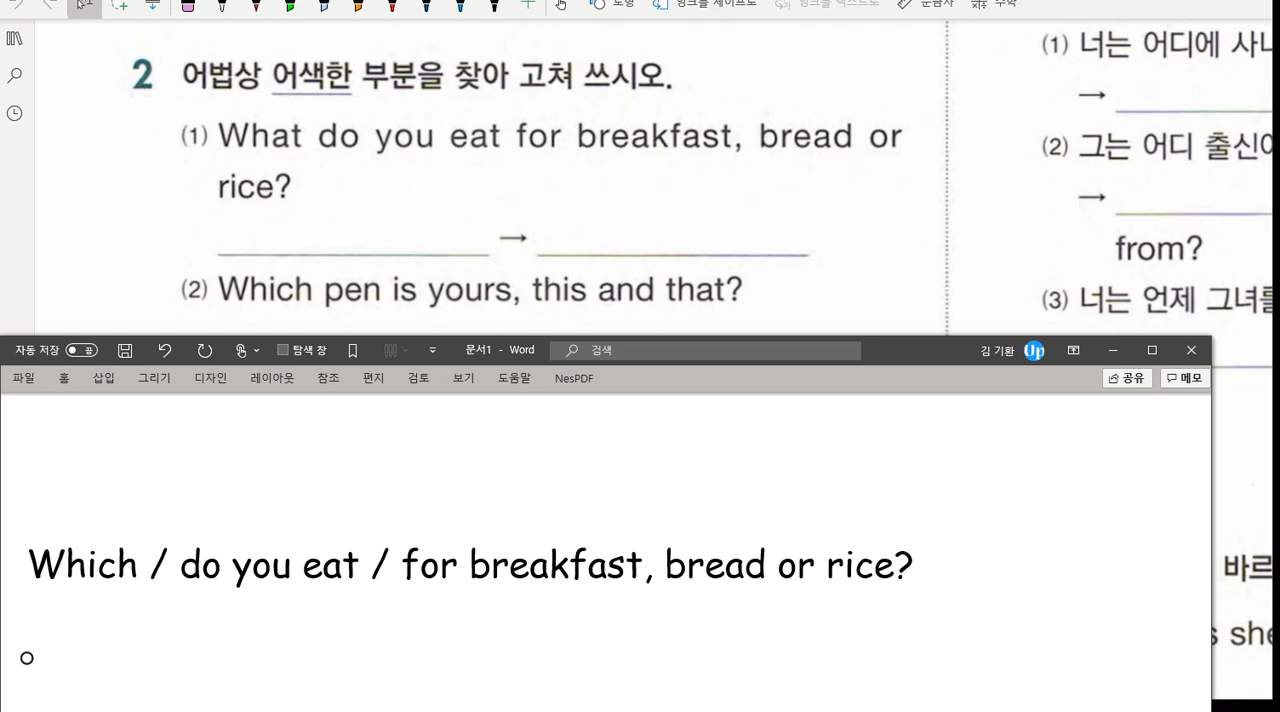 2 어법상 어색한 부분을 찾아 고쳐 쓰시오.
(1) What do you eat for breakfast, bread or
rice?
→
(2) Which pen is yours, this and that?
(1) 너는 어디에
→
(2) 그는 어디
→
from?
(3) 너는 언제
자동 저장
탐색 창
문서1 - Word
검색
김 기환
Up
파일 홈 삽입 그리기 디자인 레이아웃 참조 편지 검토 보기 도움말 NesPDF
공유 메모
Which / do you eat / for breakfast, bread or rice?
ㅇ
바르
she